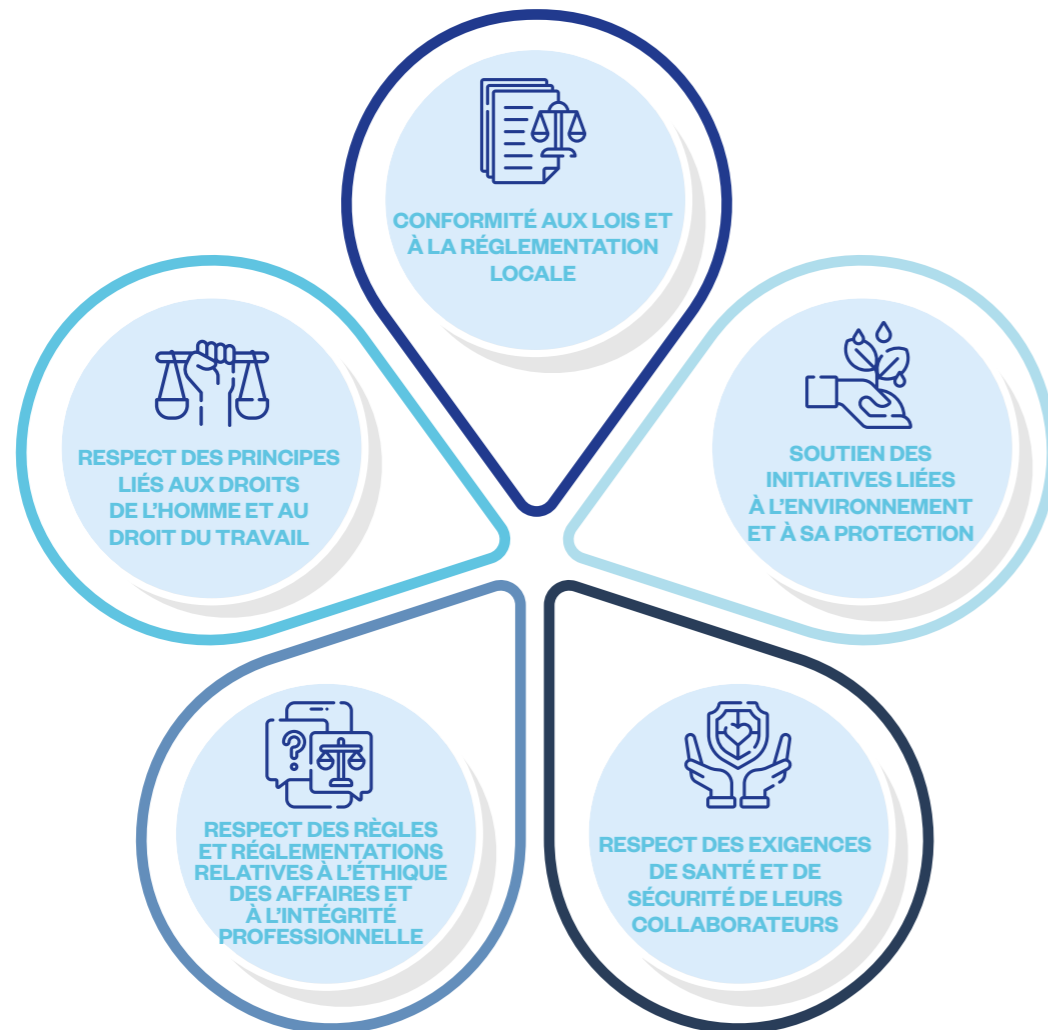 CONFORMITÉ AUX LOIS ET
À LA RÉGLEMENTATION
LOCALE
RESPECT DES PRINCIPES
LIÉS AUX DROITS
DE L’HOMME ET AU
DROIT DU TRAVAIL
SOUTIEN DES
INITIATIVES LIÉES
À L’ENVIRONNEMENT
ET À SA PROTECTION
RESPECT DES RÈGLES
ET RÉGLEMENTATIONS
RELATIVES À L’ÉTHIQUE
DES AFFAIRES ET
À L’INTÉGRITÉ
PROFESSIONNELLE
RESPECT DES EXIGENCES
DE SANTÉ ET DE
SÉCURITÉ DE LEURS
COLLABORATEURS